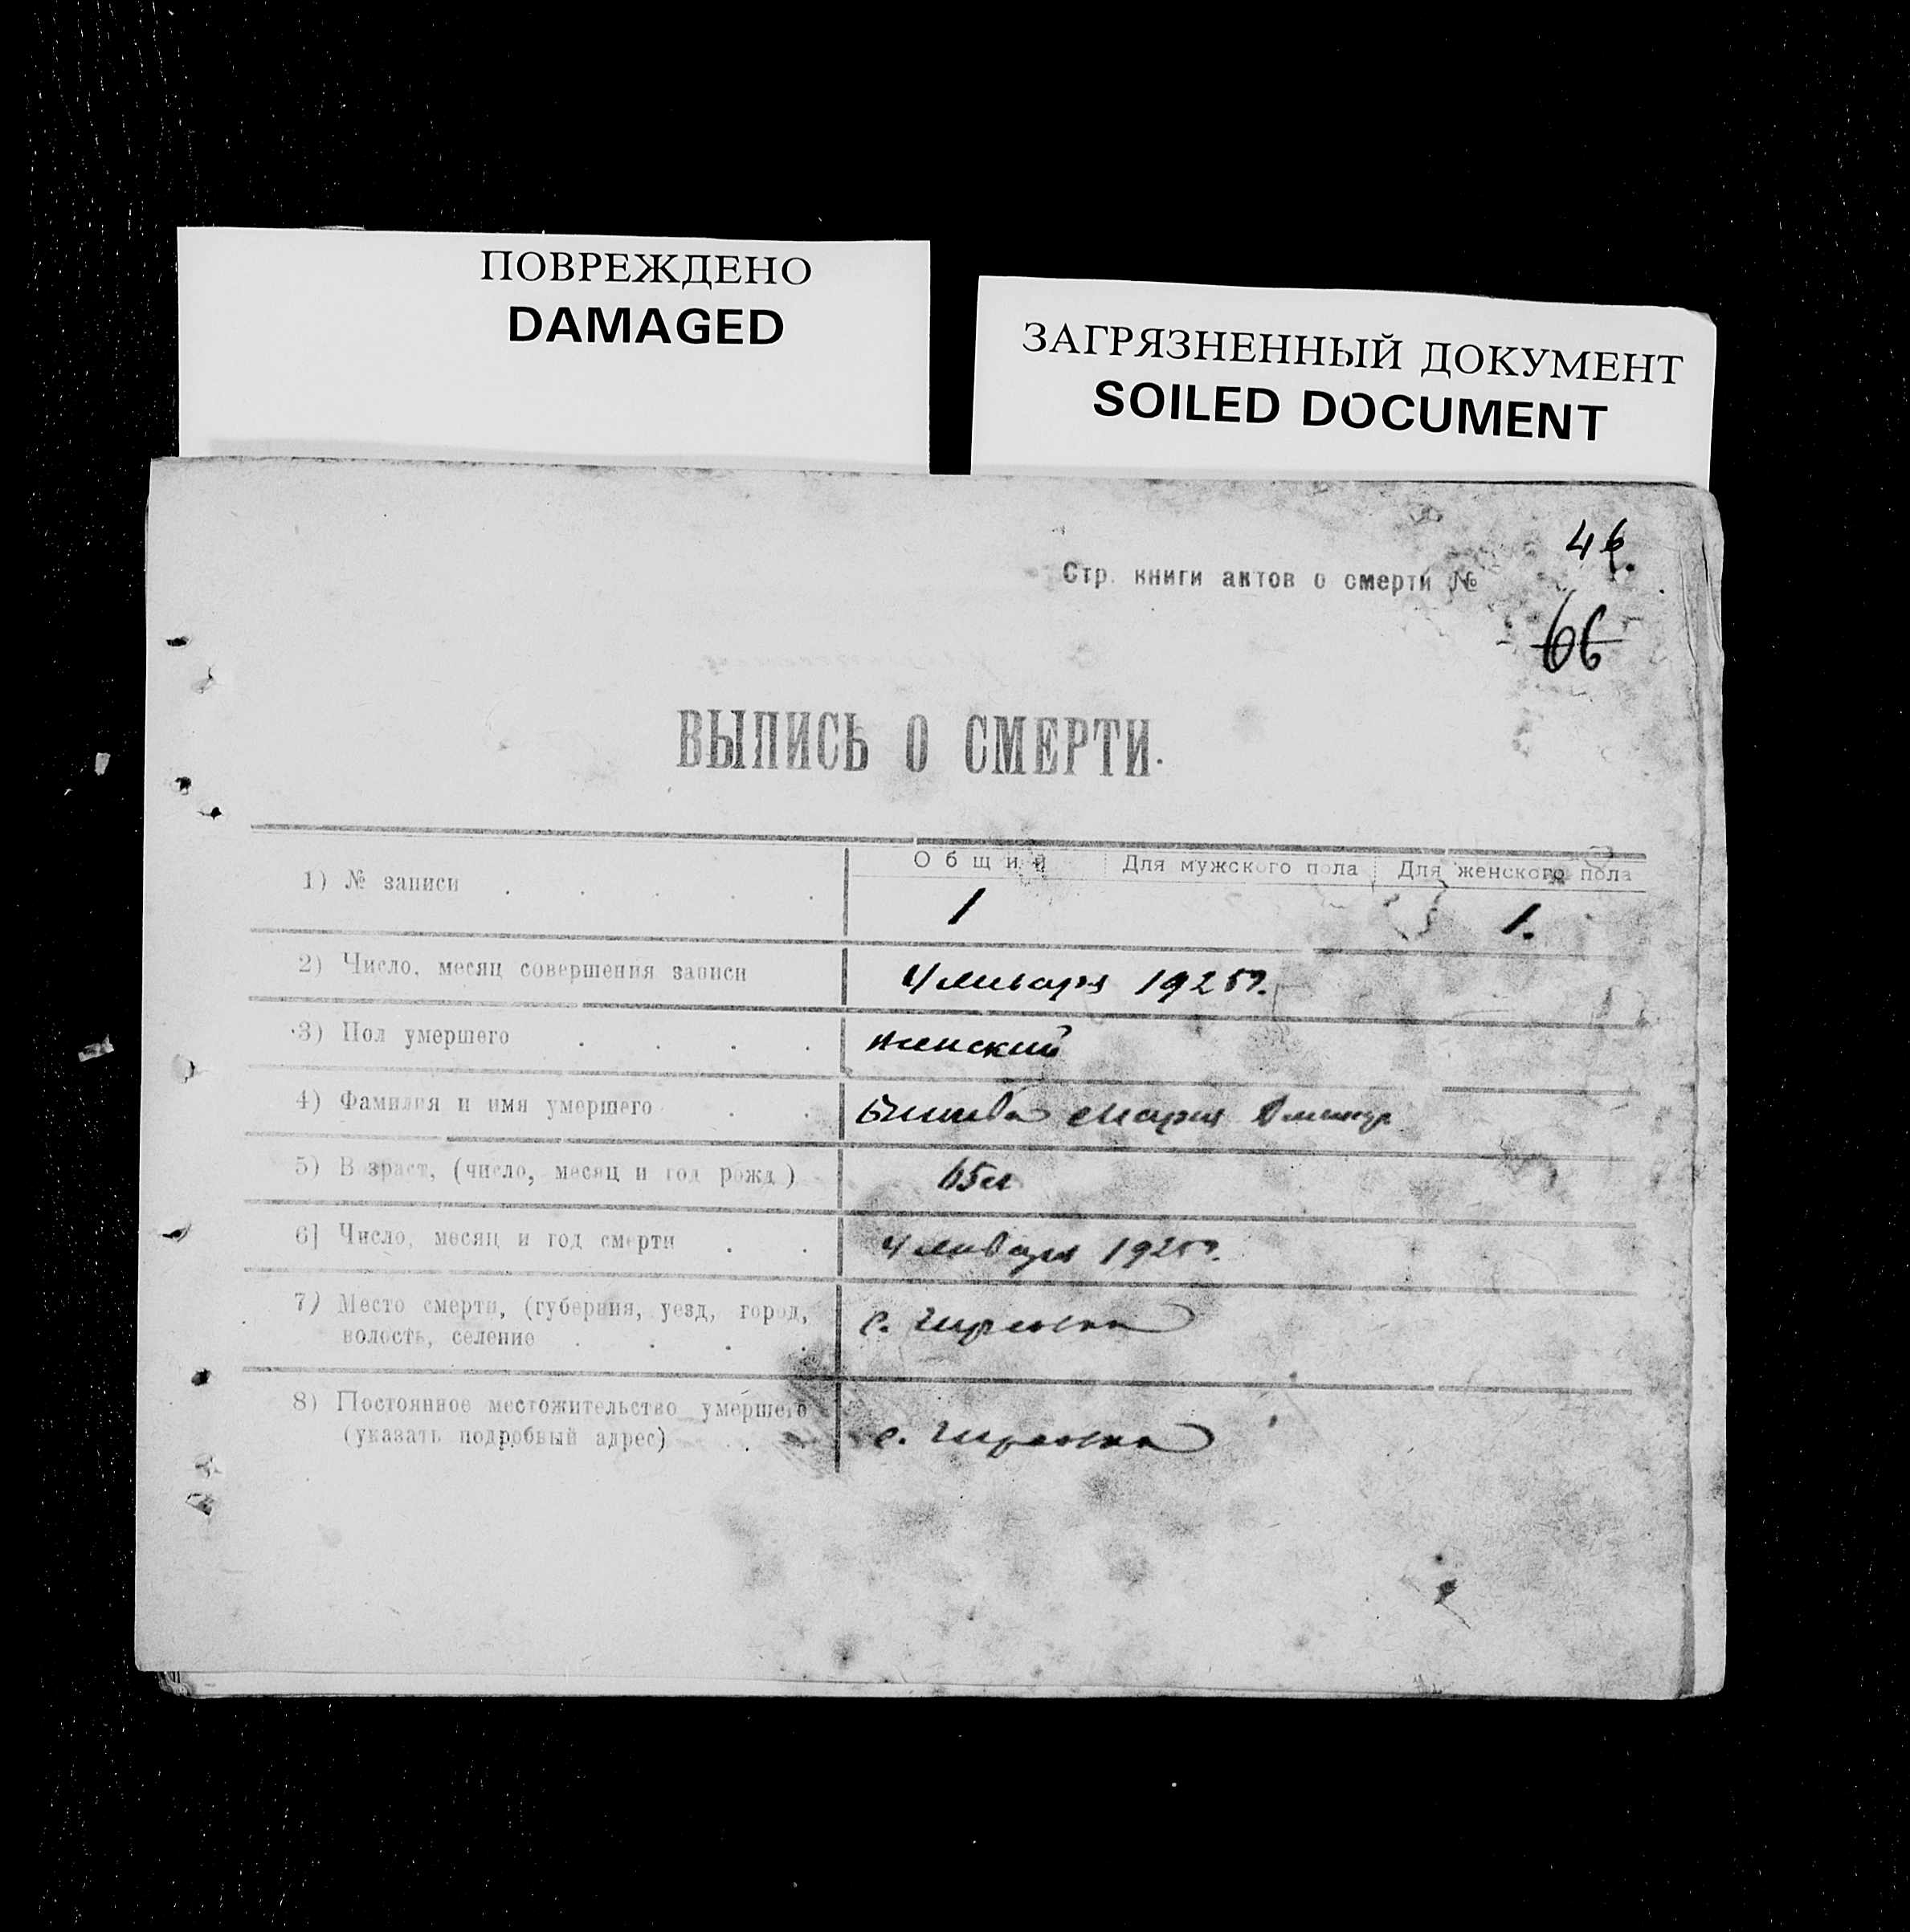 ПОВРЕЖДЕНО
DAMAGED
ЗАГРЯЗНЕННЫЙ ДОКУМЕНТ
SOILED DOCUMENT
46.
Стр. книги актов о смерти №
66
ВЫПИСЬ О СМЕРТИ.
Общий Для мужского пола Для женского пола
1) № записи . . . . .
1 1.
2) Число, месяц совершения записи 4 января 1925 г.
3) Пол умершего . . . . женский
4) Фамилия и имя умершего . . Мария
5) Возраст, (число, месяц и год рожд.) 65 л
6] Число, месяц и год смерти . . 4 января 1925 г.
7) Место смерти, (губерния, уезд, город, с.
волость, селение . . . .
8) Постоянное местожительство умершего
(указать подробный адрес) . с.